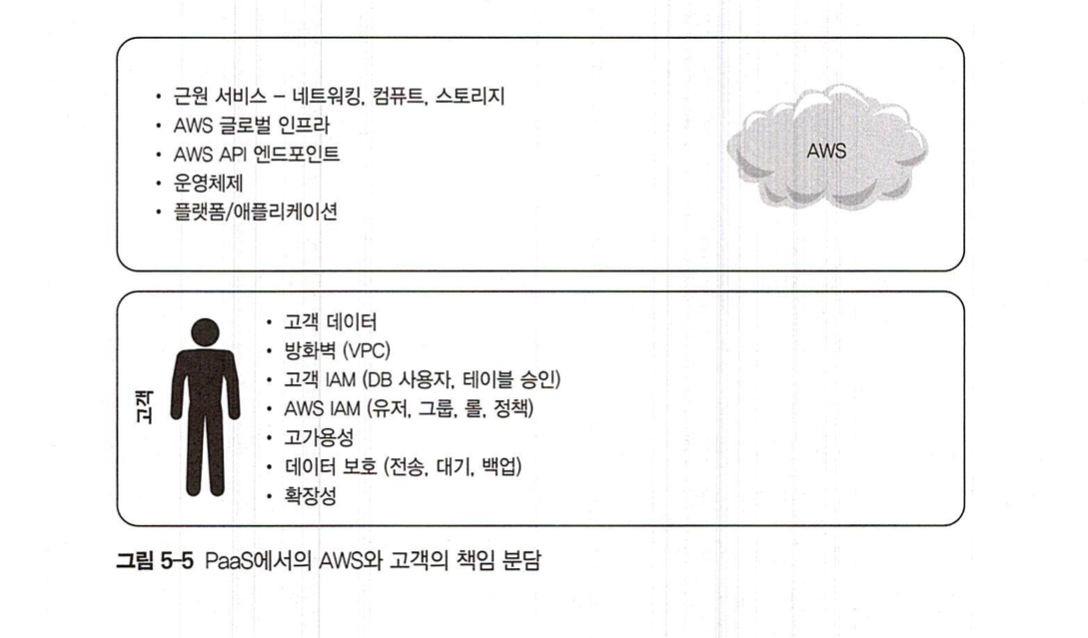 • 근원 서비스 – 네트워킹, 컴퓨트, 스토리지
• AWS 글로벌 인프라
• AWS API 엔드포인트
• 운영체제
• 플랫폼/애플리케이션
AWS
고객
• 고객 데이터
• 방화벽 (VPC)
• 고객 IAM (DB 사용자, 테이블 승인)
• AWS IAM (유저, 그룹, 롤, 정책)
• 고가용성
• 데이터 보호 (전송, 대기, 백업)
• 확장성
그림 5-5 PaaS에서의 AWS와 고객의 책임 분담